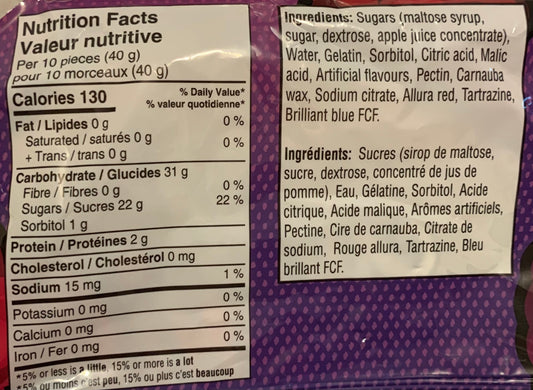 Nutrition Facts
Valeur nutritive
Per 10 pieces (40 g)
pour 10 morceaux (40 g)
Calories 130
% Daily Value*
% valeur quotidienne*
Fat / Lipides 0 g 0 %
Saturated / saturés 0 g
+ Trans / trans 0 g 0 %
Carbohydrate / Glucides 31 g
Fibre / Fibres 0 g 0 %
Sugars / Sucres 22 g 22 %
Sorbitol 1 g
Protein / Protéines 2 g
Cholesterol / Cholestérol 0 mg
Sodium 15 mg 1 %
Potassium 0 mg 0 %
Calcium 0 mg 0 %
Iron / Fer 0 mg 0 %
*5% or less is a little, 15% or more is a lot
*5% ou moins c'est peu, 15% ou plus c'est beaucoup
Ingredients: Sugars (maltose syrup,
sugar, dextrose, apple juice concentrate),
Water, Gelatin, Sorbitol, Citric acid, Malic
acid, Artificial flavours, Pectin, Carnauba
wax, Sodium citrate, Allura red, Tartrazine,
Brilliant blue FCF.
Ingrédients: Sucres (sirop de maltose,
sucre, dextrose, concentré de jus de
pomme), Eau, Gélatine, Sorbitol, Acide
citrique, Acide malique, Arômes artificiels,
Pectine, Cire de carnauba, Citrate de
sodium, Rouge allura, Tartrazine, Bleu
brillant FCF.